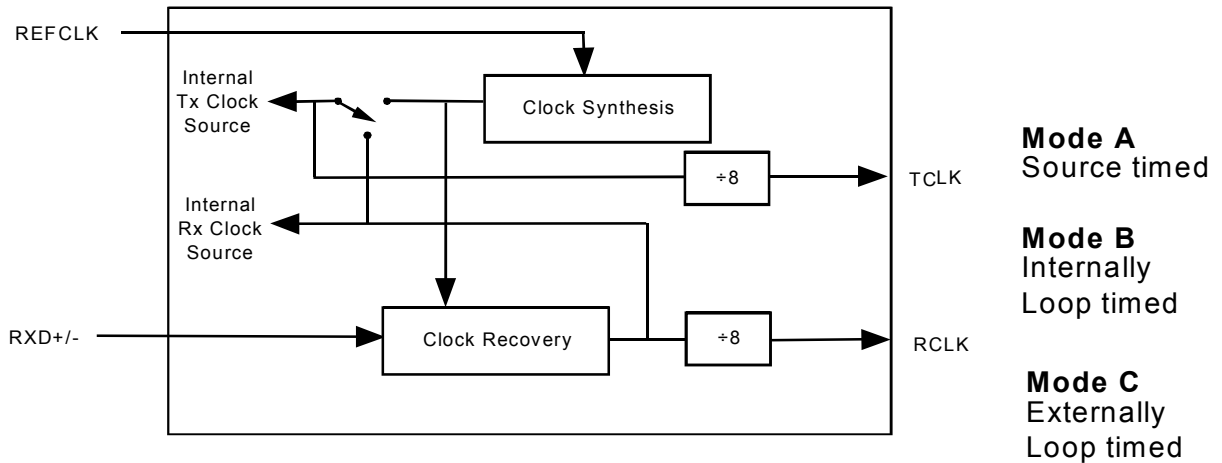 REFCLK
Internal
Tx Clock
Source
Clock Synthesis
÷8
TCLK
Internal
Rx Clock
Source
RXD+/-
Clock Recovery
÷8
RCLK
Mode A
Source timed
Mode B
Internally
Loop timed
Mode C
Externally
Loop timed